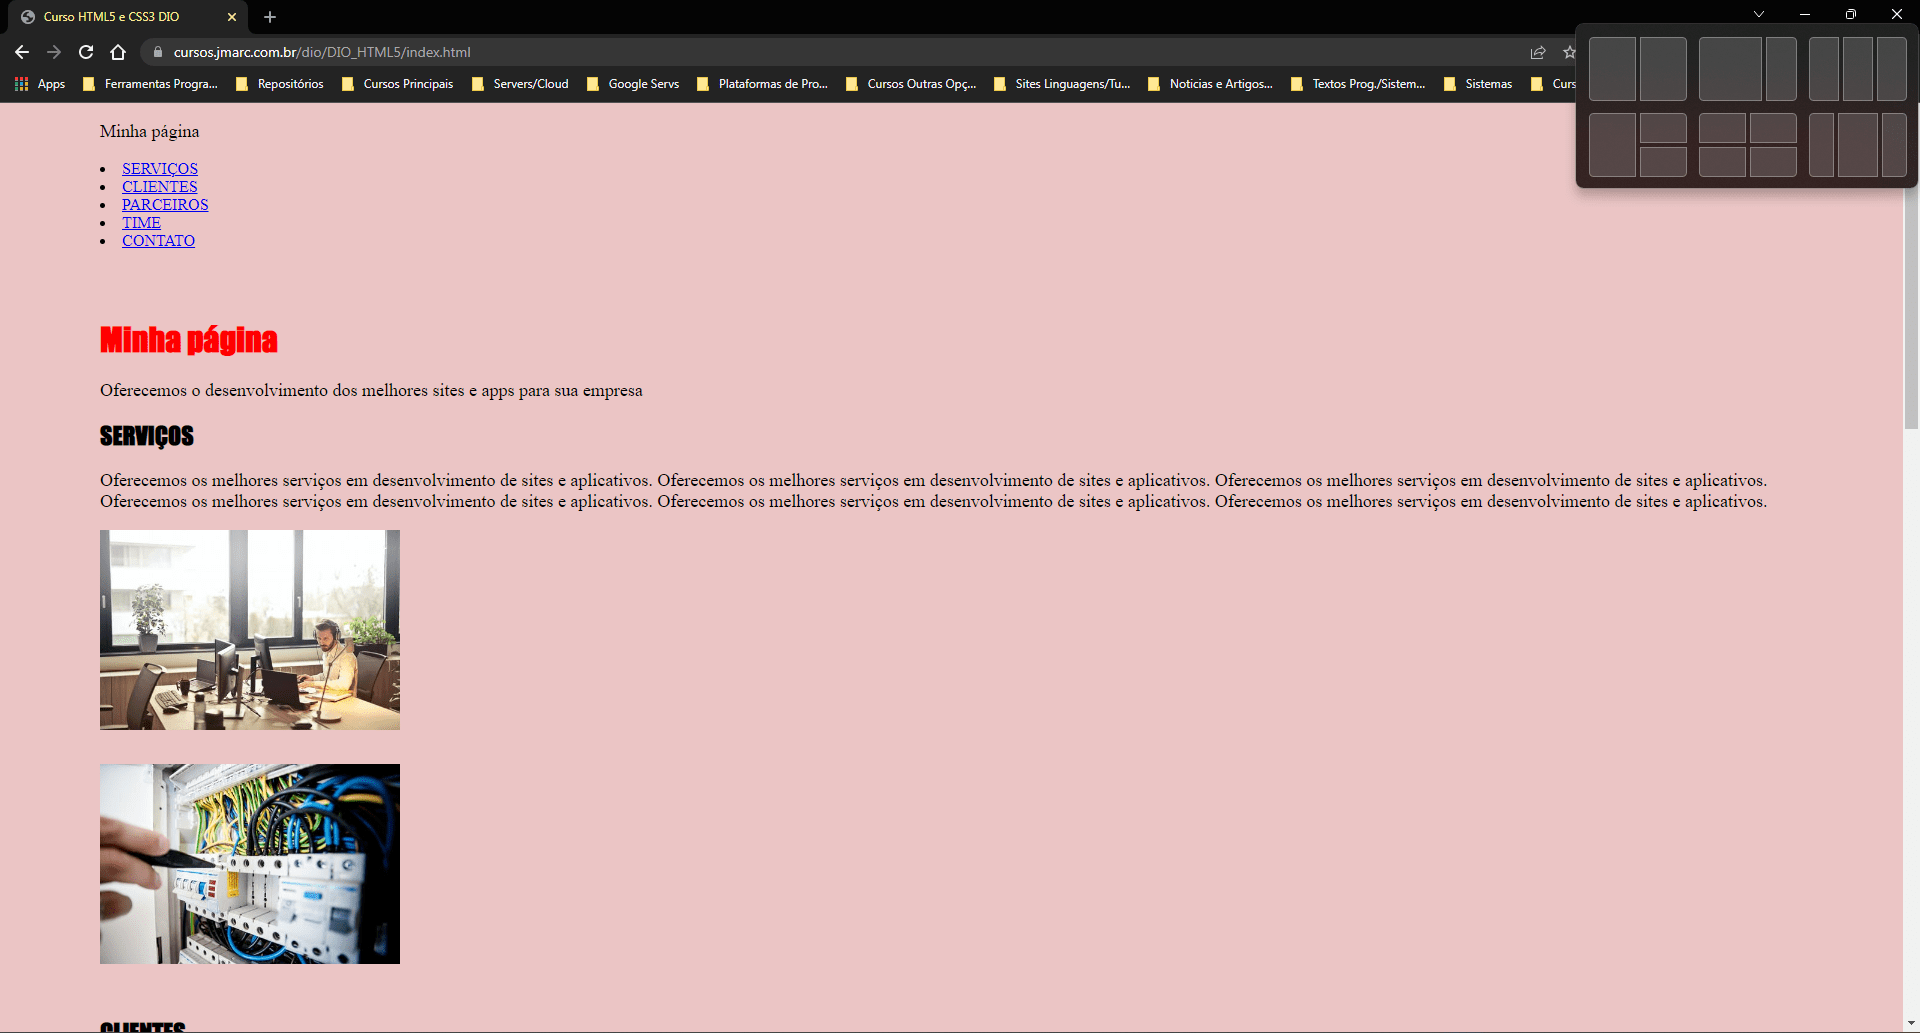 Curso HTML5 e CSS3 DIO
cursos.jmarc.com.br/dio/DIO_HTML5/index.html
Apps Ferramentas Progra... Repositórios Cursos Principais Servers/Cloud Google Servs Plataformas de Pro... Cursos Outras Opç... Sites Linguagens/Tu... Noticias e Artigos... Textos Prog./Sistem... Sistemas Curs
Minha página
SERVIÇOS
CLIENTES
PARCEIROS
TIME
CONTATO
Minha página
Oferecemos o desenvolvimento dos melhores sites e apps para sua empresa
SERVIÇOS
Oferecemos os melhores serviços em desenvolvimento de sites e aplicativos. Oferecemos os melhores serviços em desenvolvimento de sites e aplicativos. Oferecemos os melhores serviços em desenvolvimento de sites e aplicativos.
Oferecemos os melhores serviços em desenvolvimento de sites e aplicativos. Oferecemos os melhores serviços em desenvolvimento de sites e aplicativos. Oferecemos os melhores serviços em desenvolvimento de sites e aplicativos.
CLIENTES